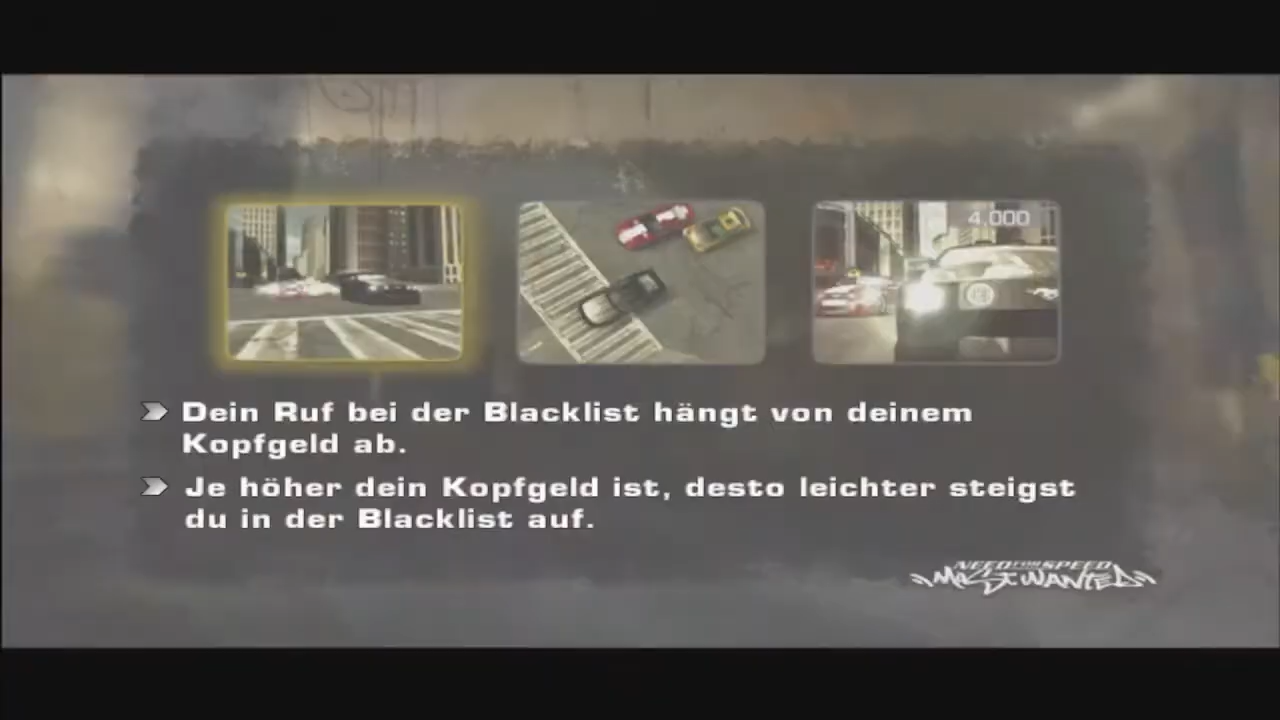 4.000
Dein Ruf bei der Blacklist hängt von deinem
Kopfgeld ab.
Je höher dein Kopfgeld ist, desto leichter steigst
du in der Blacklist auf.
NEED FOR SPEED
MOST WANTED